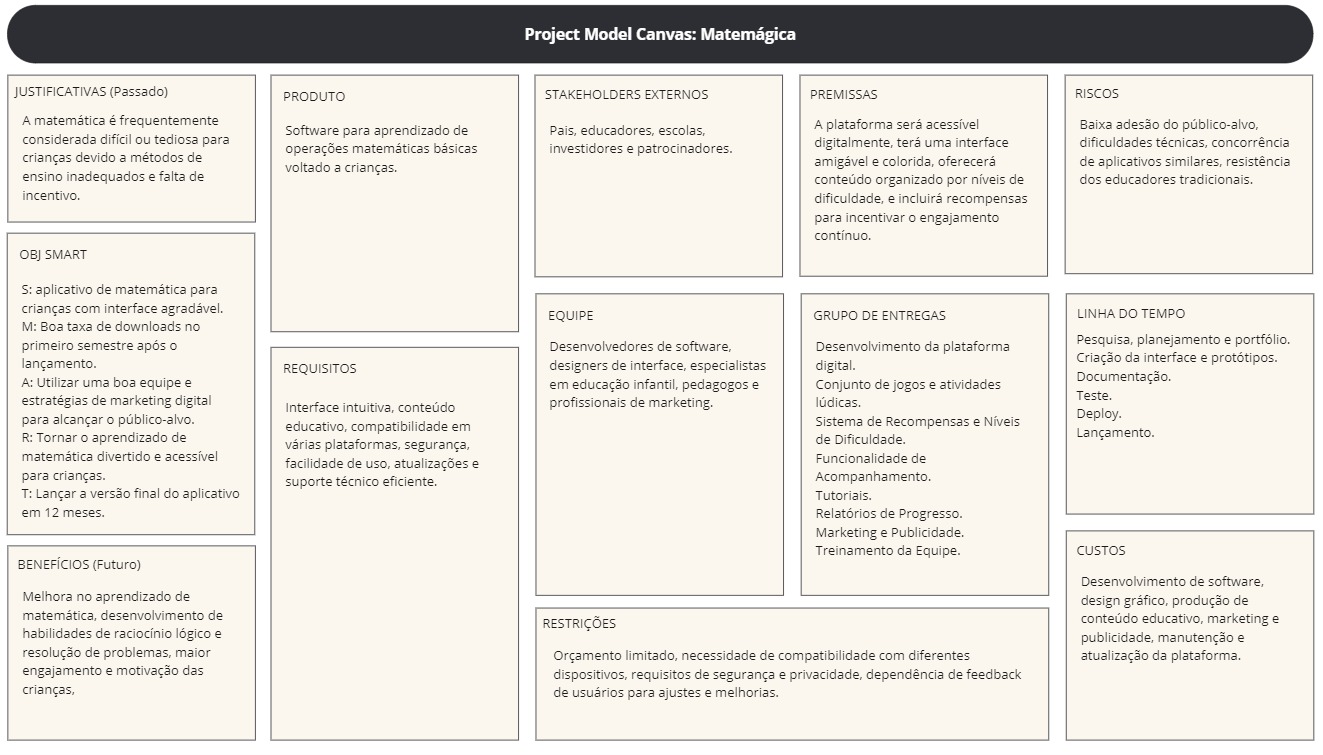 Project Model Canvas: Matemágica
JUSTIFICATIVAS (Passado)
A matemática é frequentemente
considerada difícil ou tediosa para
crianças devido a métodos de
ensino inadequados e falta de
incentivo.
OBJ SMART
S: aplicativo de matemática para
crianças com interface agradável.
M: Boa taxa de downloads no
primeiro semestre após o
lançamento.
A: Utilizar uma boa equipe e
estratégias de marketing digital
para alcançar o público-alvo.
R: Tornar o aprendizado de
matemática divertido e acessível
para crianças.
T: Lançar a versão final do aplicativo
em 12 meses.
BENEFÍCIOS (Futuro)
Melhora no aprendizado de
matemática, desenvolvimento de
habilidades de raciocínio lógico e
resolução de problemas, maior
engajamento e motivação das
crianças,
PRODUTO
Software para aprendizado de
operações matemáticas básicas
voltado a crianças.
REQUISITOS
Interface intuitiva, conteúdo
educativo, compatibilidade em
várias plataformas, segurança,
facilidade de uso, atualizações e
suporte técnico eficiente.
STAKEHOLDERS EXTERNOS
Pais, educadores, escolas,
investidores e patrocinadores.
EQUIPE
Desenvolvedores de software,
designers de interface, especialistas
em educação infantil, pedagogos e
profissionais de marketing.
PREMISSAS
A plataforma será acessível
digitalmente, terá uma interface
amigável e colorida, oferecerá
conteúdo organizado por níveis de
dificuldade, e incluirá recompensas
para incentivar o engajamento
contínuo.
GRUPO DE ENTREGAS
Desenvolvimento da plataforma
digital.
Conjunto de jogos e atividades
lúdicas.
Sistema de Recompensas e Níveis
de Dificuldade.
Funcionalidade de
Acompanhamento.
Tutoriais.
Relatórios de Progresso.
Marketing e Publicidade.
Treinamento da Equipe.
RESTRIÇÕES
Orçamento limitado, necessidade de compatibilidade com diferentes
dispositivos, requisitos de segurança e privacidade, dependência de feedback
de usuários para ajustes e melhorias.
RISCOS
Baixa adesão do público-alvo,
dificuldades técnicas, concorrência
de aplicativos similares, resistência
dos educadores tradicionais.
LINHA DO TEMPO
Pesquisa, planejamento e portfólio.
Criação da interface e protótipos.
Documentação.
Teste.
Deploy.
Lançamento.
CUSTOS
Desenvolvimento de software,
design gráfico, produção de
conteúdo educativo, marketing e
publicidade, manutenção e
atualização da plataforma.